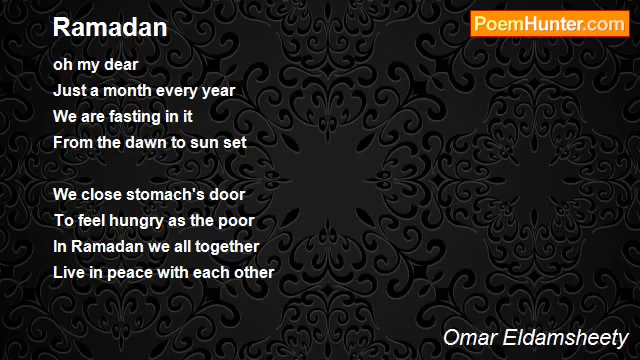 Ramadan
PoemHunter.com
oh my dear
Just a month every year
We are fasting in it
From the dawn to sun set
We close stomach's door
To feel hungry as the poor
In Ramadan we all together
Live in peace with each other
Omar Eldamsheety